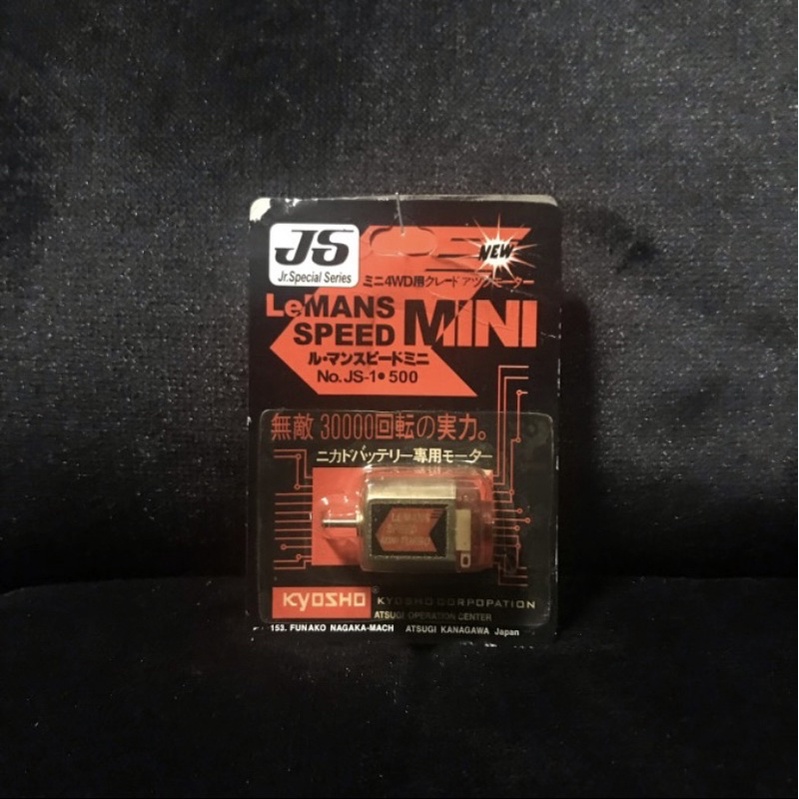 JS
Jr.Special Series
NEW
ミニ4WD用グレードアップモーター
LeMANS
SPEED MINI
ル・マンスピードミニ
No.JS-1•500
無敵 30000回転の実力。
ニカドバッテリー専用モーター
LEMANS
KYOSHO® KYOSHO CORPOPATION
ATSUGI OPERATION CENTER
153. FUNAKO NAGAKA-MACH ATSUGI KANAGAWA Japan